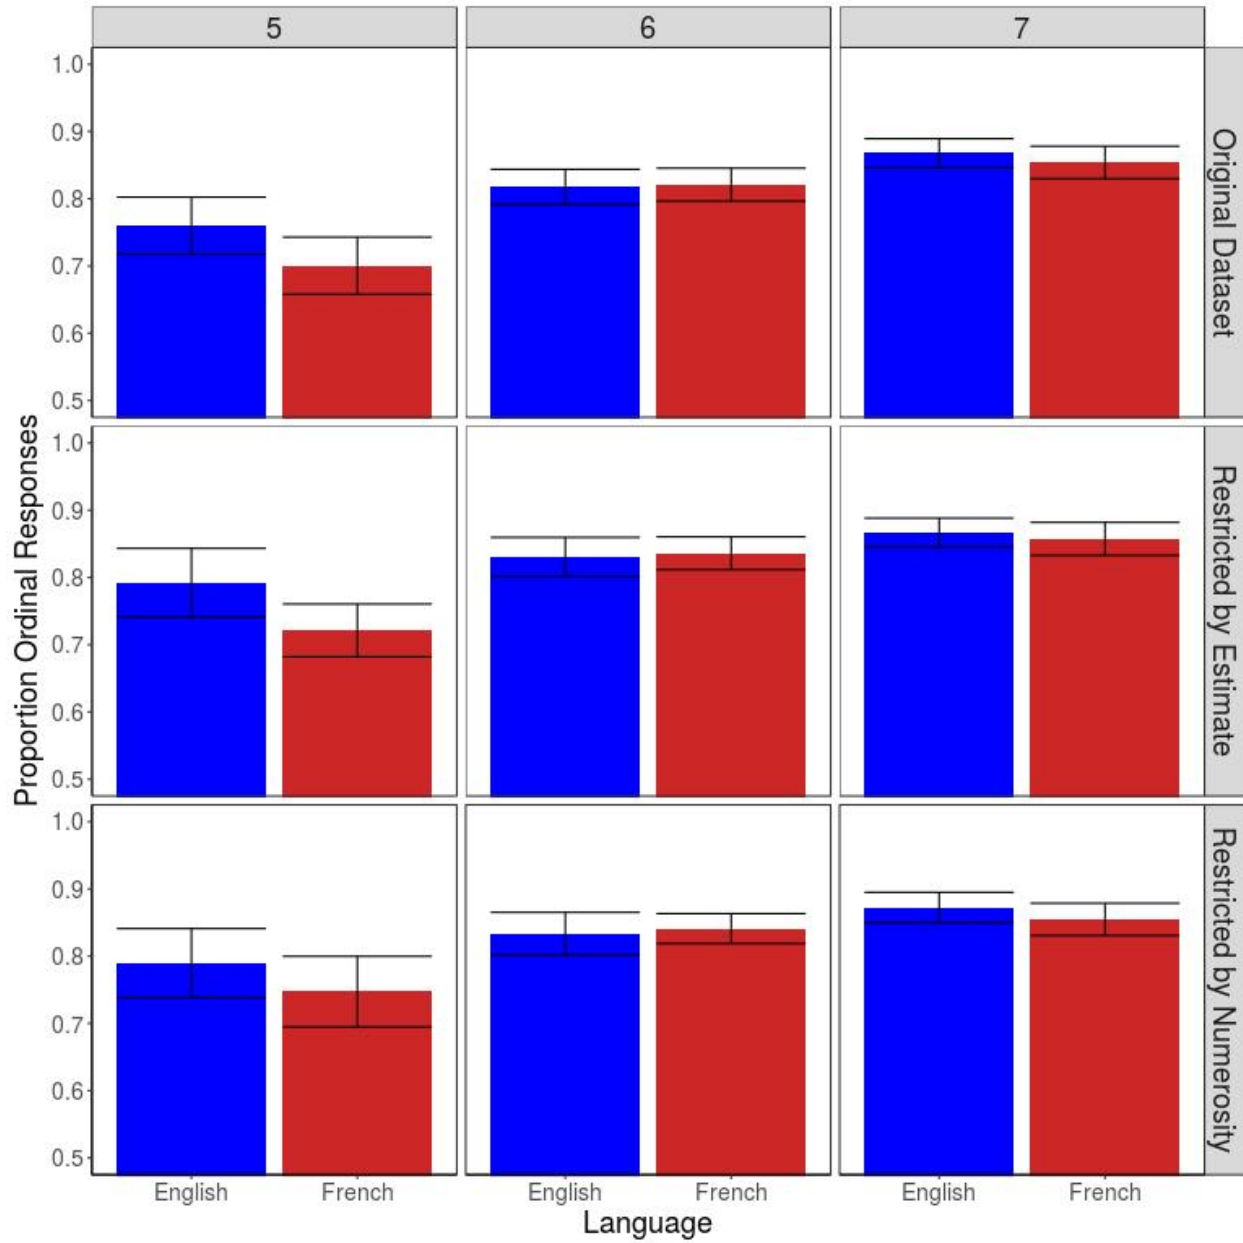 5 6 7
1.0
0.9
0.8
0.7
0.6
0.5
Original Dataset
Proportion Ordinal Responses
1.0
0.9
0.8
0.7
0.6
0.5
Restricted by Estimate
1.0
0.9
0.8
0.7
0.6
0.5
Restricted by Numerosity
English French English French English French
Language